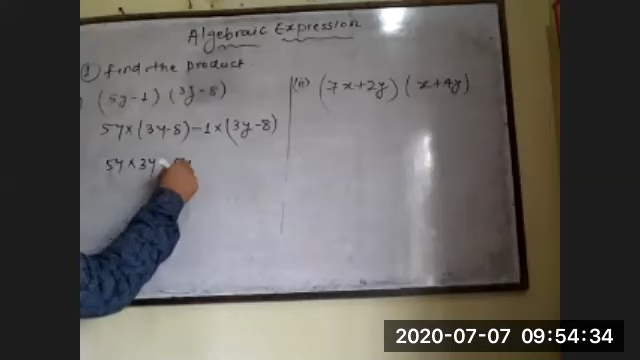 Algebraic Expression
① find the product
(5y-1) (3y-8)
5y×(3y-8)-1×(3y-8)
5y×3y
(ii) (7x+2y) (x+4y)
2020-07-07 09:54:34